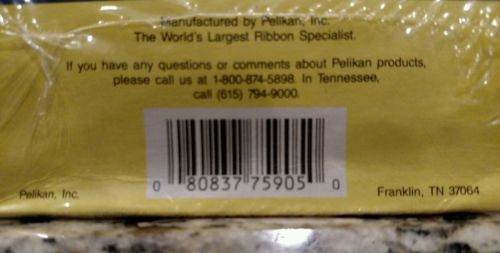 Manufactured by Pelikan, Inc.
The World's Largest Ribbon Specialist.
If you have any questions or comments about Pelikan products,
please call us at 1-800-874-5898. In Tennessee,
call (615) 794-9000.
0 80837 75905 0
Pelikan, Inc.
Franklin, TN 37064